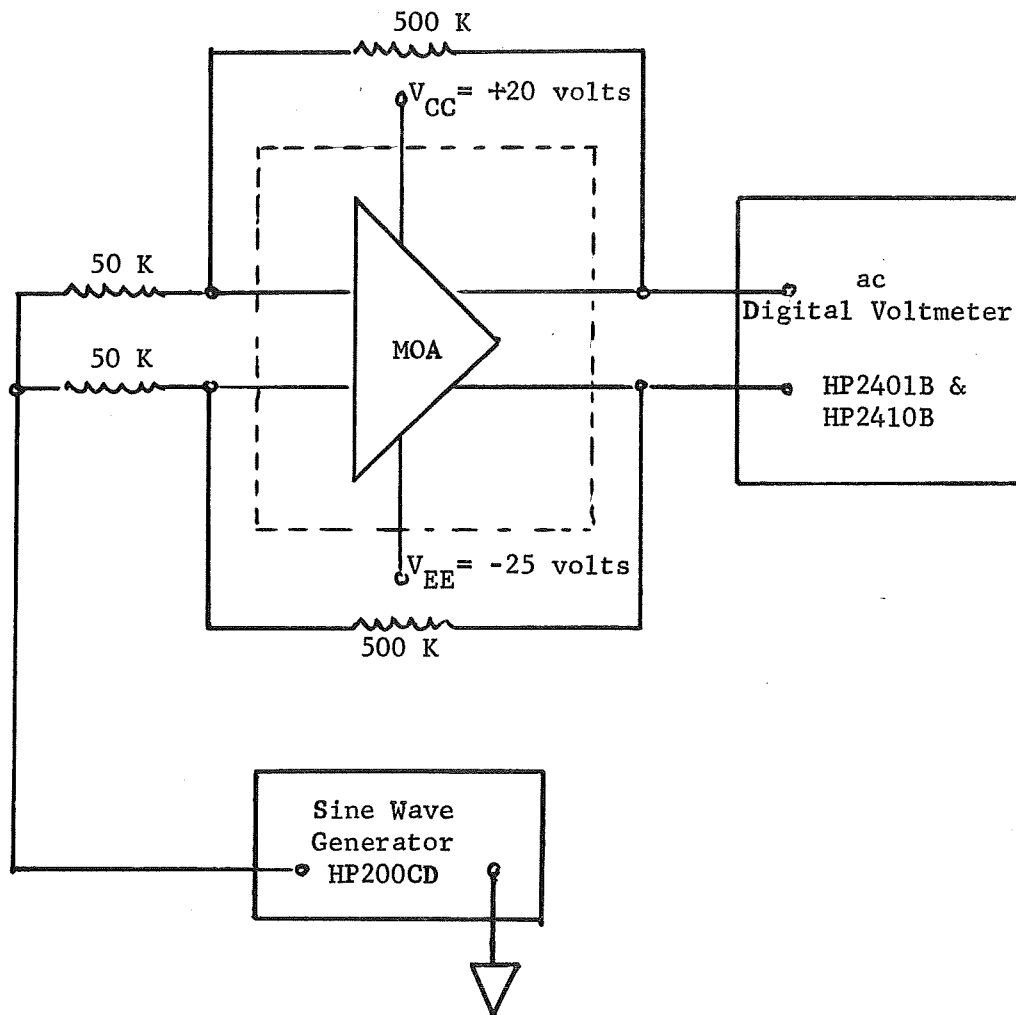 500 K
V_CC = +20 volts
50 K
50 K
MOA
ac
Digital Voltmeter
HP2401B &
HP2410B
V_EE = -25 volts
500 K
Sine Wave
Generator
HP200CD